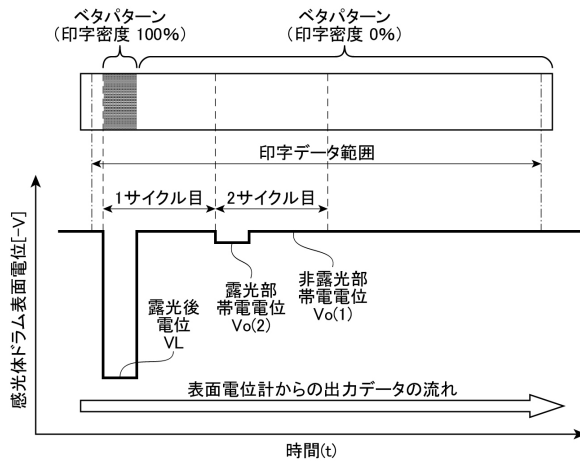 ベタパターン
(印字密度 100%)
ベタパターン
(印字密度 0%)
印字データ範囲
1サイクル目
2サイクル目
感光体ドラム表面電位[-V]
露光後
電位
VL
露光部
帯電電位
Vo(2)
非露光部
帯電電位
Vo(1)
表面電位計からの出力データの流れ
時間(t)